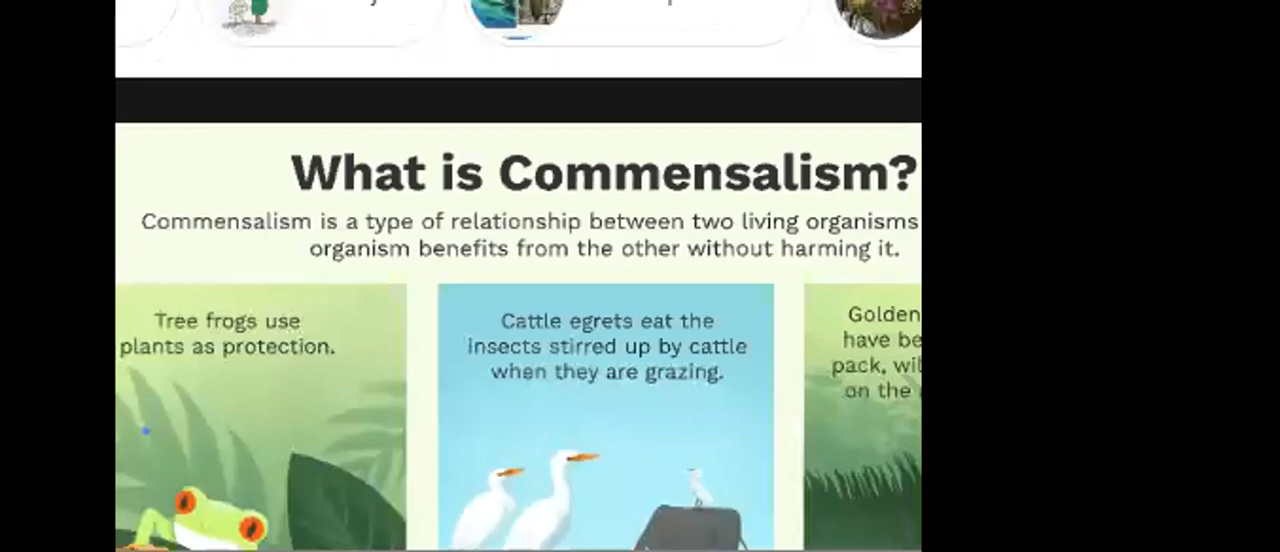 What is Commensalism?
Commensalism is a type of relationship between two living organisms
organism benefits from the other without harming it.
Tree frogs use
plants as protection.
Cattle egrets eat the
insects stirred up by cattle
when they are grazing.
Golden
have be
pack, wil
on the